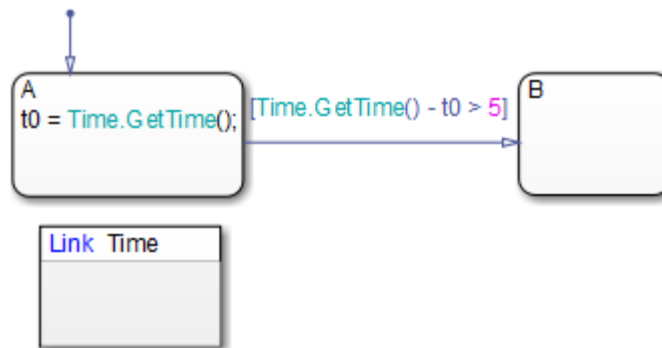 A
t0 = Time.GetTime();
[Time.GetTime() - t0 > 5]
B
Link Time